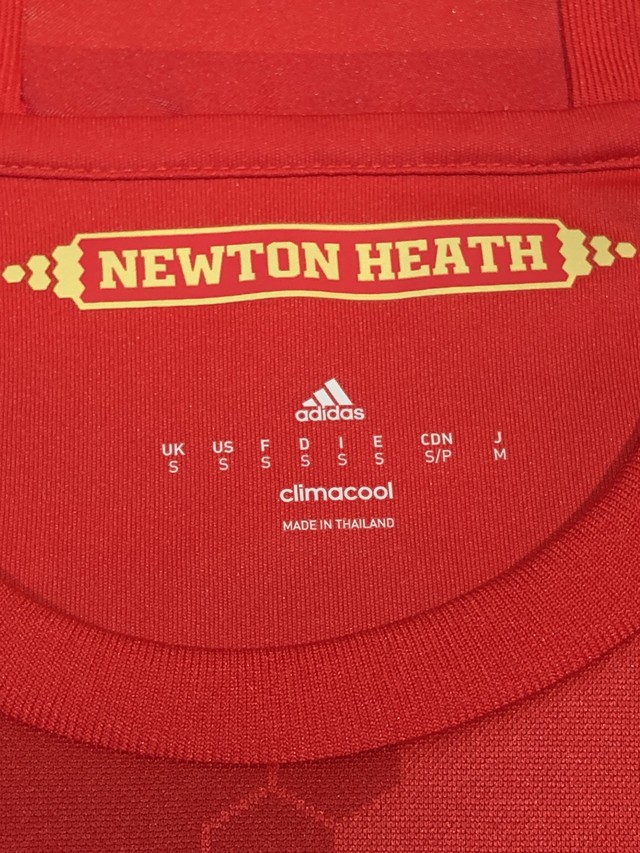 NEWTON HEATH
adidas
UK US F D I E CDN J
S S S S S S S/P M
climacool
MADE IN THAILAND